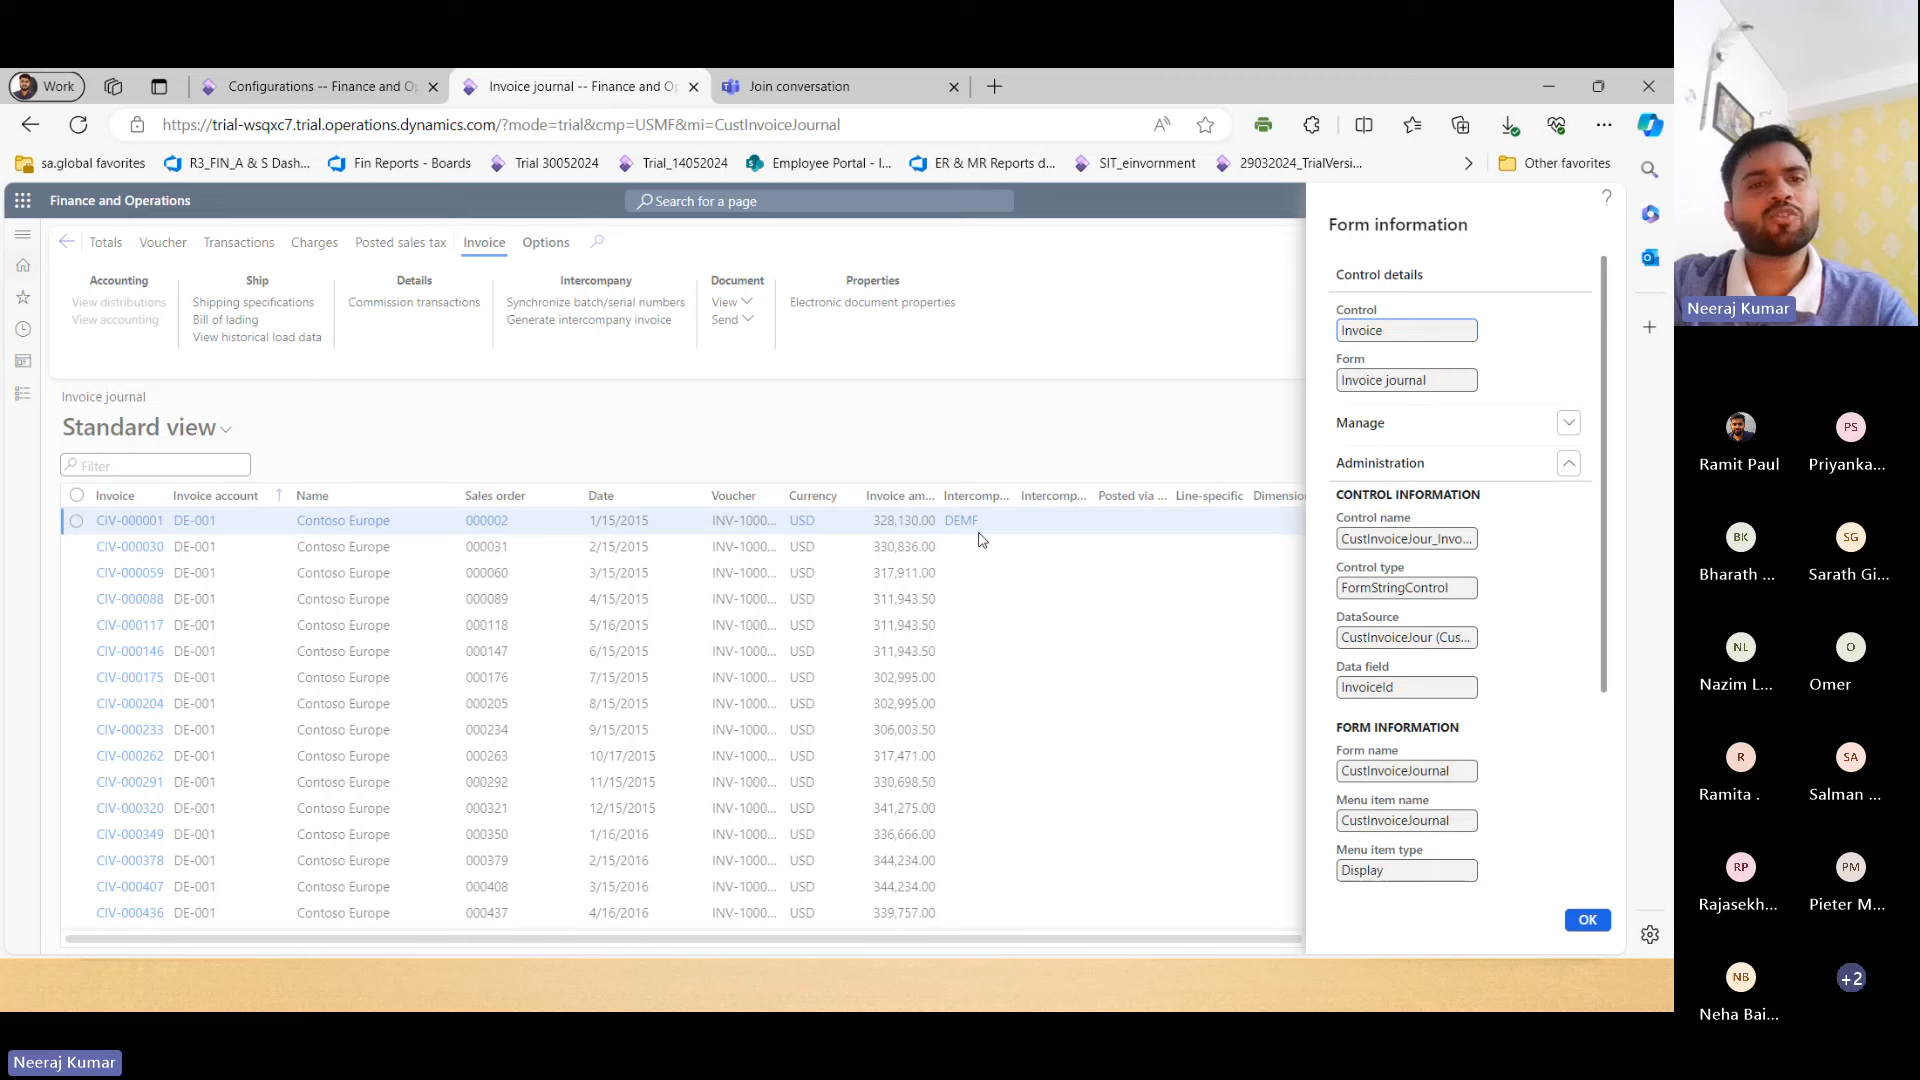 Work
Configurations -- Finance and Op
Invoice journal -- Finance and Op
Join conversation
https://trial-wsqxc7.trial.operations.dynamics.com/?mode=trial&cmp=USMF&mi=CustInvoiceJournal
sa.global favorites
R3_FIN_A & S Dash...
Fin Reports - Boards
Trial 30052024
Trial_14052024
Employee Portal - I...
ER & MR Reports d...
SIT_einvornment
29032024_TrialVersi...
Other favorites
Finance and Operations
Search for a page
Totals
Voucher
Transactions
Charges
Posted sales tax
Invoice
Options
Accounting
View distributions
View accounting
Ship
Shipping specifications
Bill of lading
View historical load data
Details
Commission transactions
Intercompany
Synchronize batch/serial numbers
Generate intercompany invoice
Document
View
Send
Properties
Electronic document properties
Invoice journal
Standard view
Filter
Invoice Invoice account Name Sales order Date Voucher Currency Invoice am... Intercomp... Intercomp... Posted via ... Line-specific Dimension
CIV-000001 DE-001 Contoso Europe 000002 1/15/2015 INV-1000... USD 328,130.00 DEMF
CIV-000030 DE-001 Contoso Europe 000031 2/15/2015 INV-1000... USD 330,836.00
CIV-000059 DE-001 Contoso Europe 000060 3/15/2015 INV-1000... USD 317,911.00
CIV-000088 DE-001 Contoso Europe 000089 4/15/2015 INV-1000... USD 311,943.50
CIV-000117 DE-001 Contoso Europe 000118 5/16/2015 INV-1000... USD 311,943.50
CIV-000146 DE-001 Contoso Europe 000147 6/15/2015 INV-1000... USD 311,943.50
CIV-000175 DE-001 Contoso Europe 000176 7/15/2015 INV-1000... USD 302,995.00
CIV-000204 DE-001 Contoso Europe 000205 8/15/2015 INV-1000... USD 302,995.00
CIV-000233 DE-001 Contoso Europe 000234 9/15/2015 INV-1000... USD 306,003.50
CIV-000262 DE-001 Contoso Europe 000263 10/17/2015 INV-1000... USD 317,471.00
CIV-000291 DE-001 Contoso Europe 000292 11/15/2015 INV-1000... USD 330,698.50
CIV-000320 DE-001 Contoso Europe 000321 12/15/2015 INV-1000... USD 341,275.00
CIV-000349 DE-001 Contoso Europe 000350 1/16/2016 INV-1000... USD 336,666.00
CIV-000378 DE-001 Contoso Europe 000379 2/15/2016 INV-1000... USD 344,234.00
CIV-000407 DE-001 Contoso Europe 000408 3/15/2016 INV-1000... USD 344,234.00
CIV-000436 DE-001 Contoso Europe 000437 4/16/2016 INV-1000... USD 339,757.00
?
Form information
Control details
Control
Invoice
Form
Invoice journal
Manage
Administration
CONTROL INFORMATION
Control name
CustInvoiceJour_Invo...
Control type
FormStringControl
DataSource
CustInvoiceJour (Cus...
Data field
InvoiceId
FORM INFORMATION
Form name
CustInvoiceJournal
Menu item name
CustInvoiceJournal
Menu item type
Display
OK
Neeraj Kumar
Ramit Paul
PS
Priyanka...
BK
Bharath ...
SG
Sarath Gi...
NL
Nazim L...
O
Omer
R
Ramita .
SA
Salman ...
RP
Rajasekh...
PM
Pieter M...
NB
Neha Bai...
+2
Neeraj Kumar